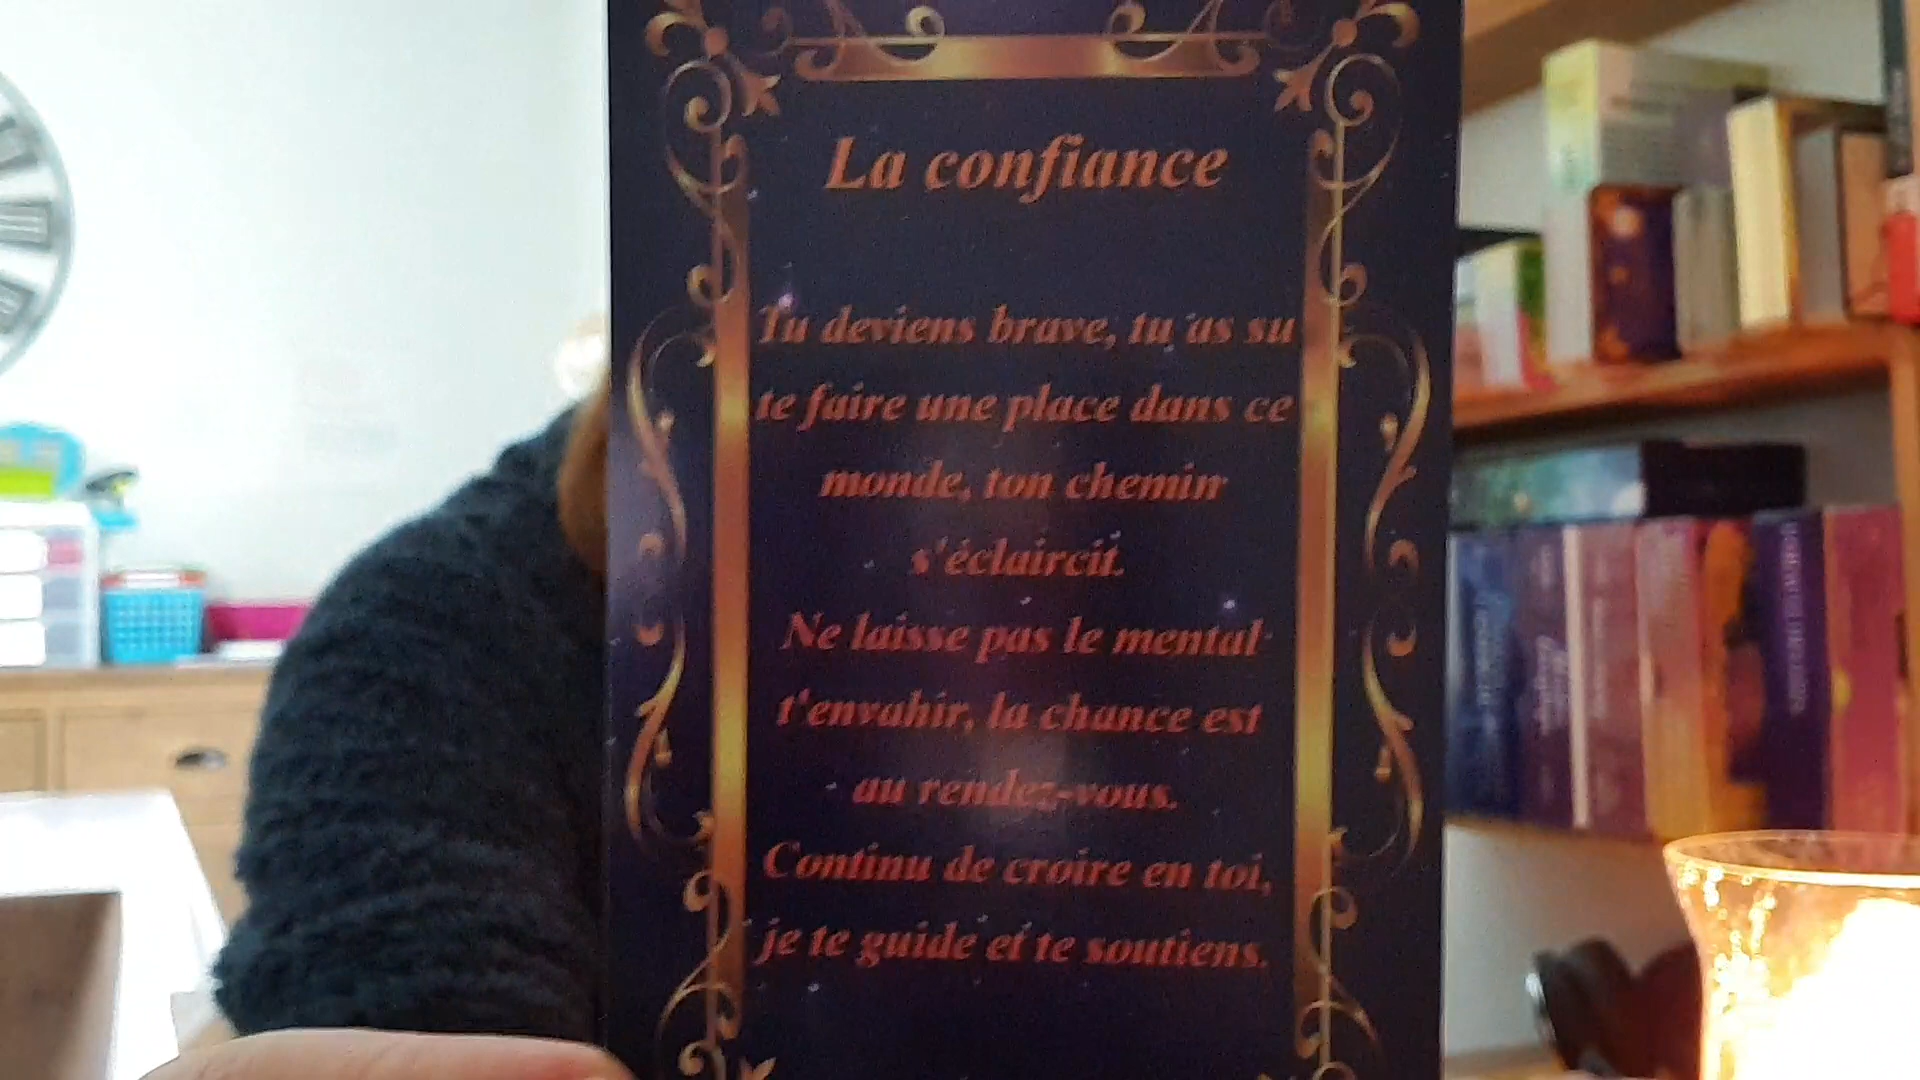 La confiance
Tu deviens brave, tu as su
te faire une place dans ce
monde, ton chemin
s'éclaircit.
Ne laisse pas le mental
t'envahir, la chance est
au rendez-vous.
Continu de croire en toi,
je te guide et te soutiens.